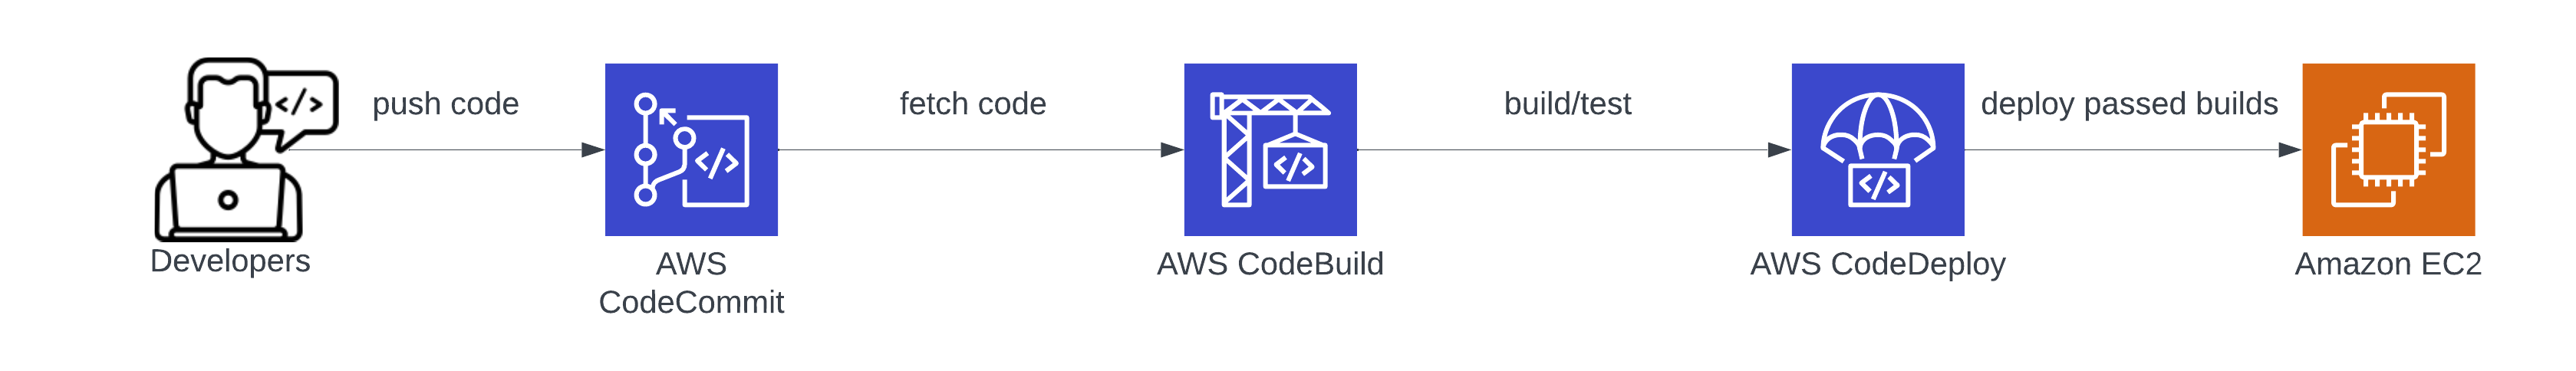 push code
fetch code
build/test
deploy passed builds
</>
</>
</>
</>
Developers
AWS
CodeCommit
AWS CodeBuild
AWS CodeDeploy
Amazon EC2